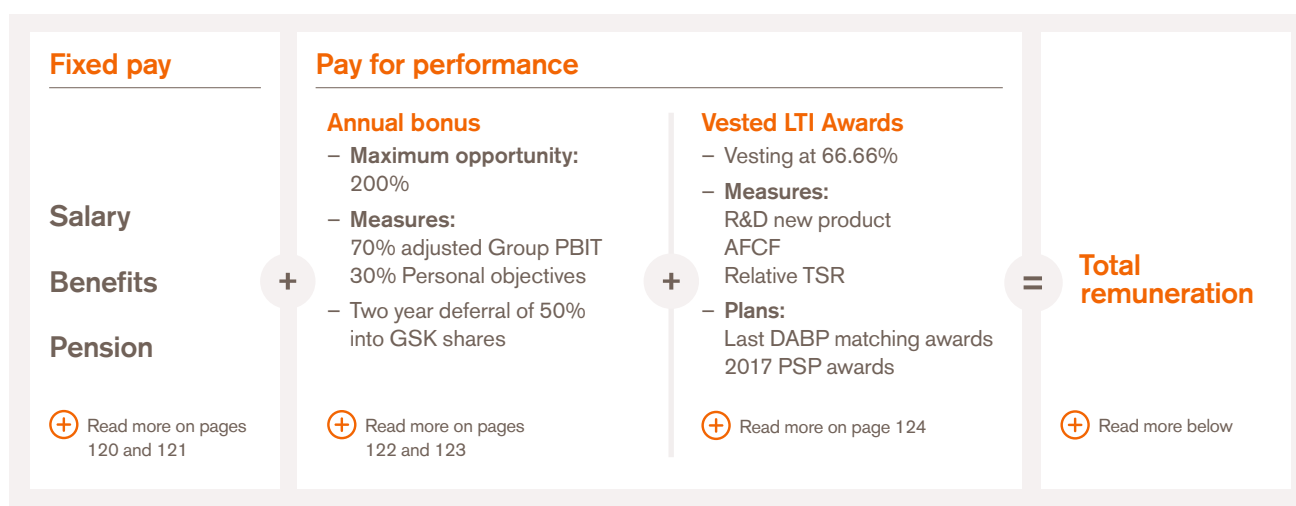 Fixed pay
Salary
Benefits
Pension
Read more on pages
120 and 121
+
Pay for performance
Annual bonus
– Maximum opportunity:
200%
– Measures:
70% adjusted Group PBIT
30% Personal objectives
– Two year deferral of 50%
into GSK shares
Read more on pages
122 and 123
+
Vested LTI Awards
– Vesting at 66.66%
– Measures:
R&D new product
AFCF
Relative TSR
– Plans:
Last DABP matching awards
2017 PSP awards
Read more on page 124
=
Total
remuneration
Read more below